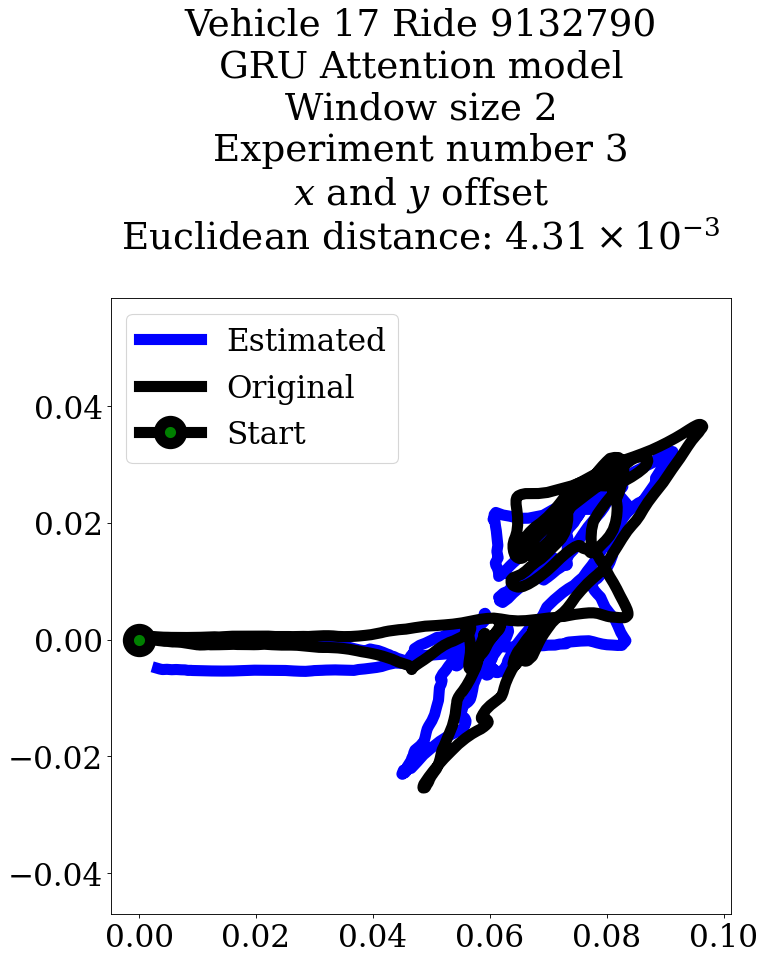 Vehicle 17 Ride 9132790
GRU Attention model
Window size 2
Experiment number 3
x and y offset
Euclidean distance: 4.31 × 10⁻³
Estimated
Original
Start
0.04
0.02
0.00
−0.02
−0.04
0.00 0.02 0.04 0.06 0.08 0.10